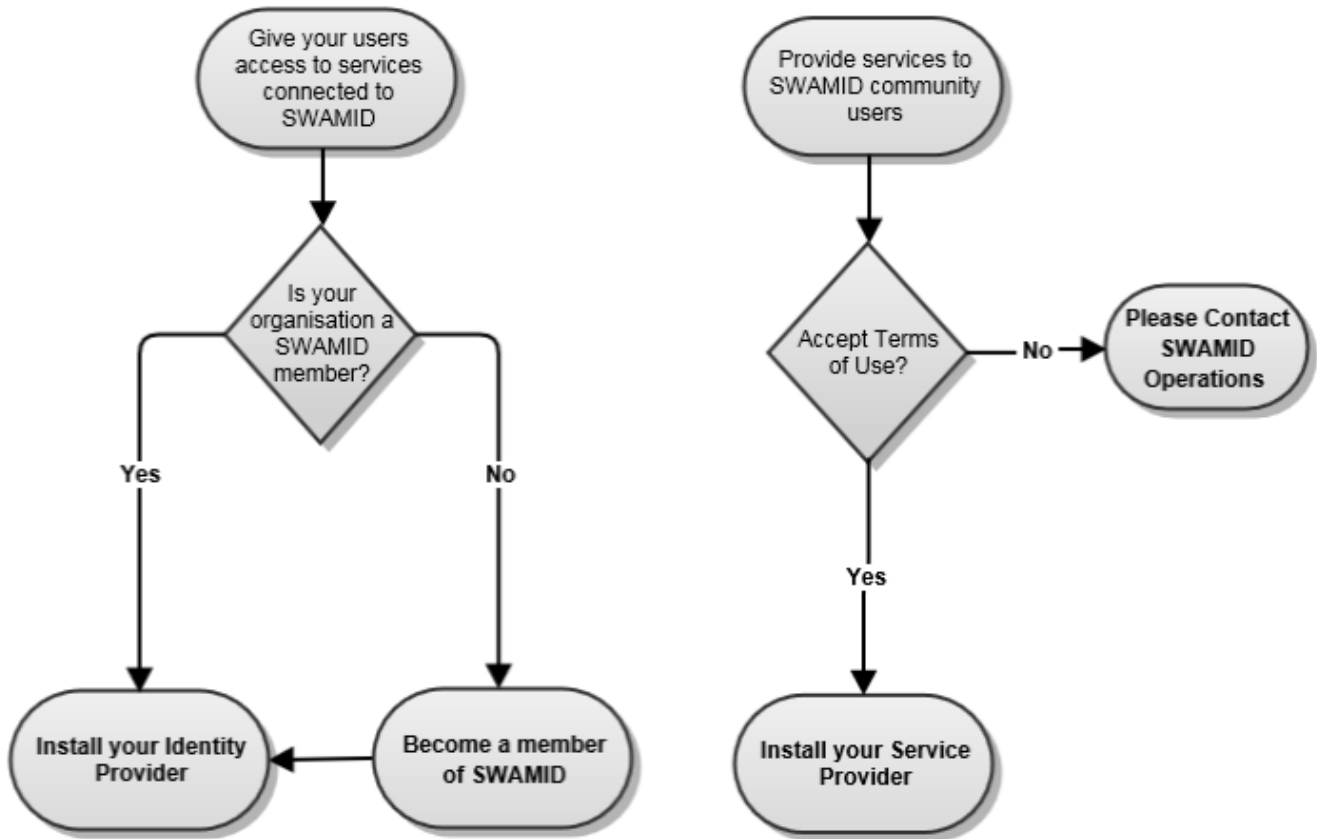 Give your users
access to services
connected to
SWAMID
Is your
organisation a
SWAMID
member?
Yes
No
Install your Identity
Provider
Become a member
of SWAMID
Provide services to
SWAMID community
users
Accept Terms
of Use?
No
Please Contact
SWAMID
Operations
Yes
Install your Service
Provider